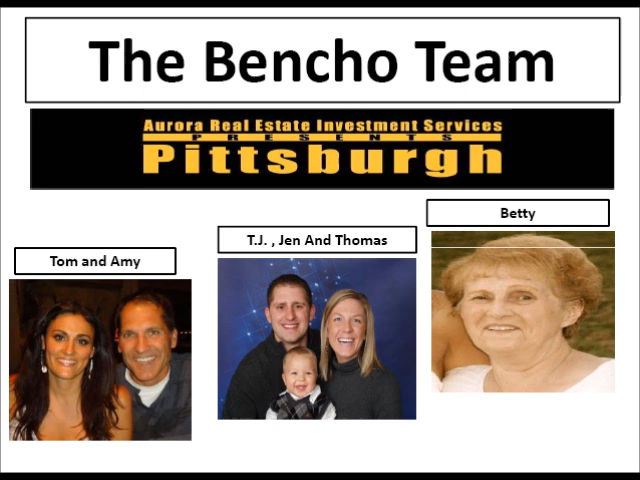 The Bencho Team
Aurora Real Estate Investment Services
PRESENTS
Pittsburgh
Betty
T.J. , Jen And Thomas
Tom and Amy